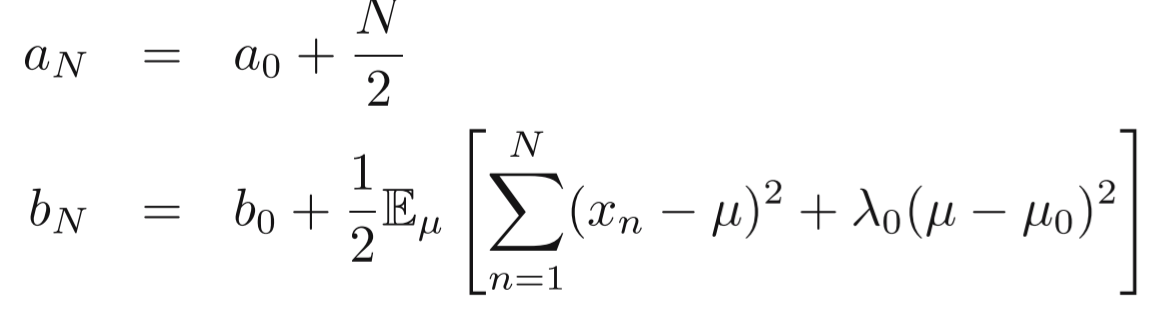 a_N = a_0 + \frac{N}{2}
b_N = b_0 + \frac{1}{2} \mathbb{E}_\mu \left[ \sum_{n=1}^{N} (x_n - \mu)^2 + \lambda_0 (\mu - \mu_0)^2 \right]